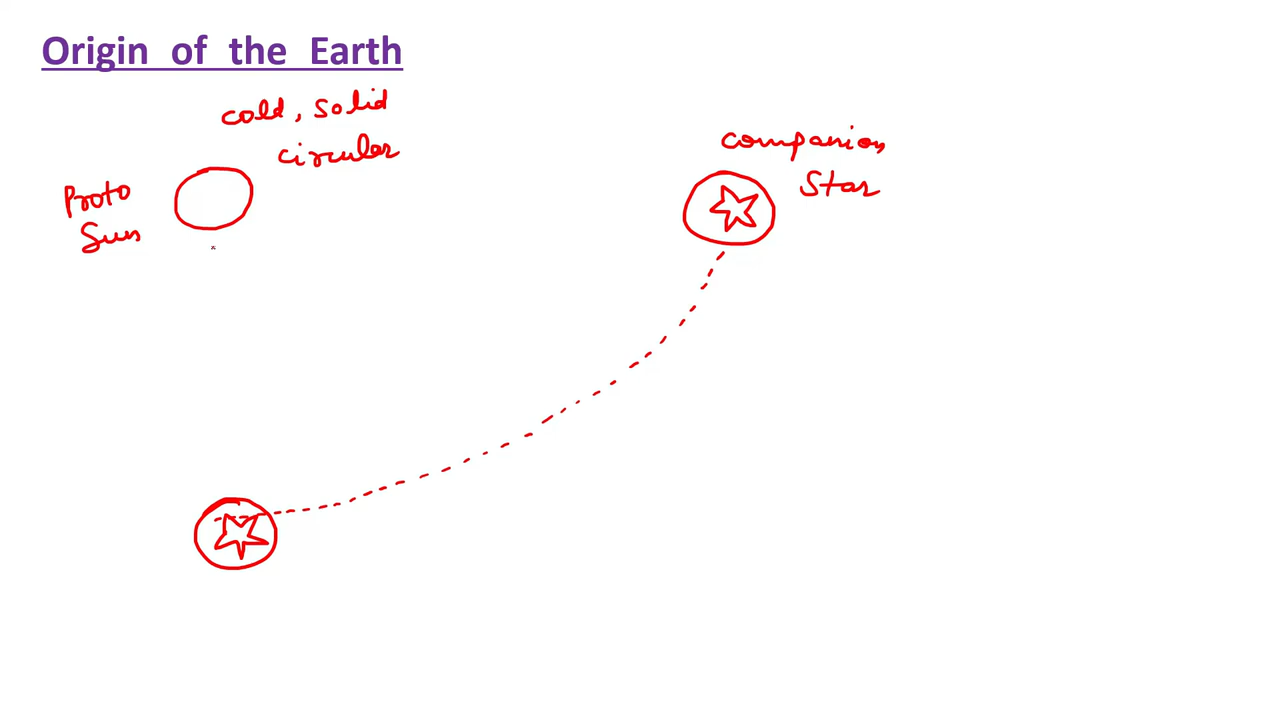 Origin of the Earth
cold, solid
circular
Proto
Sun
companion
Star